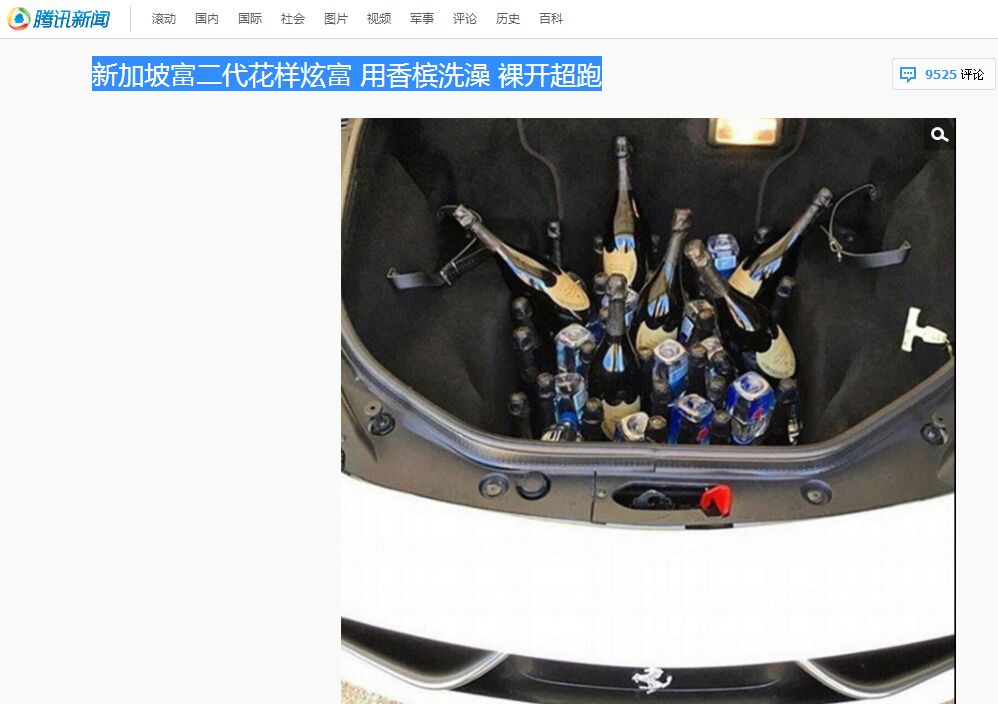 腾讯新闻
滚动 国内 国际 社会 图片 视频 军事 评论 历史 百科
新加坡富二代花样炫富 用香槟洗澡 裸开超跑
9525 评论